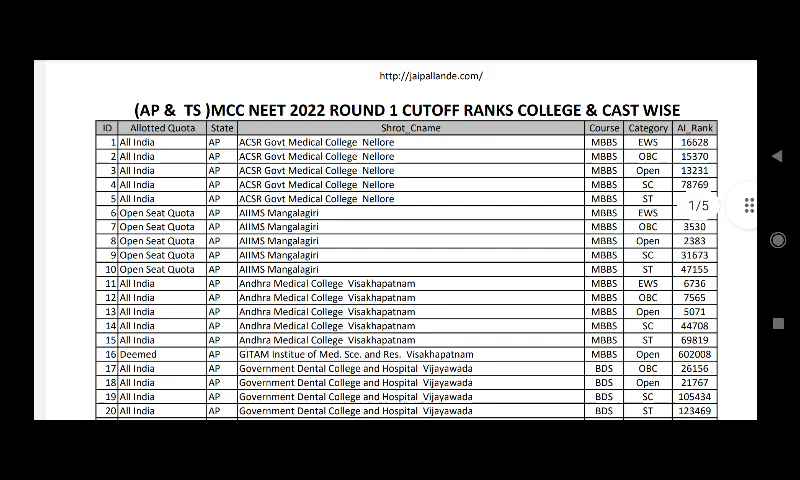 http://jaipallande.com/
(AP & TS )MCC NEET 2022 ROUND 1 CUTOFF RANKS COLLEGE & CAST WISE
ID Allotted Quota State Shrot_Cname Course Category AI_Rank
1 All India AP ACSR Govt Medical College Nellore MBBS EWS 16628
2 All India AP ACSR Govt Medical College Nellore MBBS OBC 15370
3 All India AP ACSR Govt Medical College Nellore MBBS Open 13231
4 All India AP ACSR Govt Medical College Nellore MBBS SC 78769
5 All India AP ACSR Govt Medical College Nellore MBBS ST
1/5
6 Open Seat Quota AP AIIMS Mangalagiri MBBS EWS
7 Open Seat Quota AP AIIMS Mangalagiri MBBS OBC 3530
8 Open Seat Quota AP AIIMS Mangalagiri MBBS Open 2383
9 Open Seat Quota AP AIIMS Mangalagiri MBBS SC 31673
10 Open Seat Quota AP AIIMS Mangalagiri MBBS ST 47155
11 All India AP Andhra Medical College Visakhapatnam MBBS EWS 6736
12 All India AP Andhra Medical College Visakhapatnam MBBS OBC 7565
13 All India AP Andhra Medical College Visakhapatnam MBBS Open 5071
14 All India AP Andhra Medical College Visakhapatnam MBBS SC 44708
15 All India AP Andhra Medical College Visakhapatnam MBBS ST 69819
16 Deemed AP GITAM Institue of Med. Sce. and Res. Visakhapatnam MBBS Open 602008
17 All India AP Government Dental College and Hospital Vijayawada BDS OBC 26156
18 All India AP Government Dental College and Hospital Vijayawada BDS Open 21767
19 All India AP Government Dental College and Hospital Vijayawada BDS SC 105434
20 All India AP Government Dental College and Hospital Vijayawada BDS ST 123469